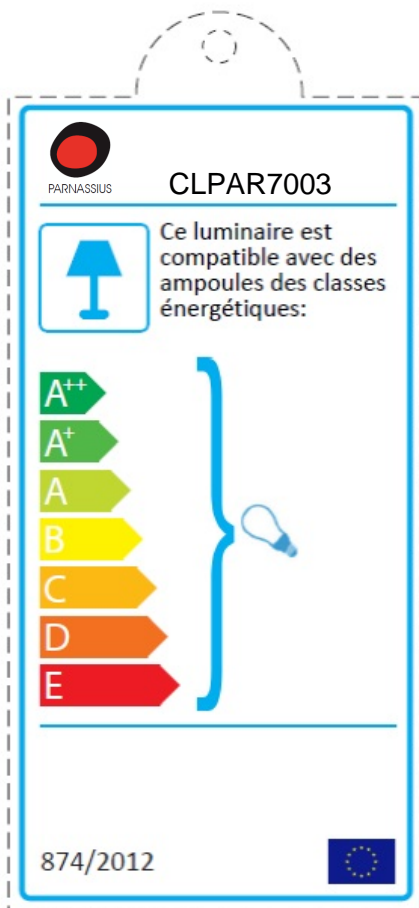 PARNASSIUS
CLPAR7003
Ce luminaire est
compatible avec des
ampoules des classes
énergétiques:
A++
A+
A
B
C
D
E
874/2012